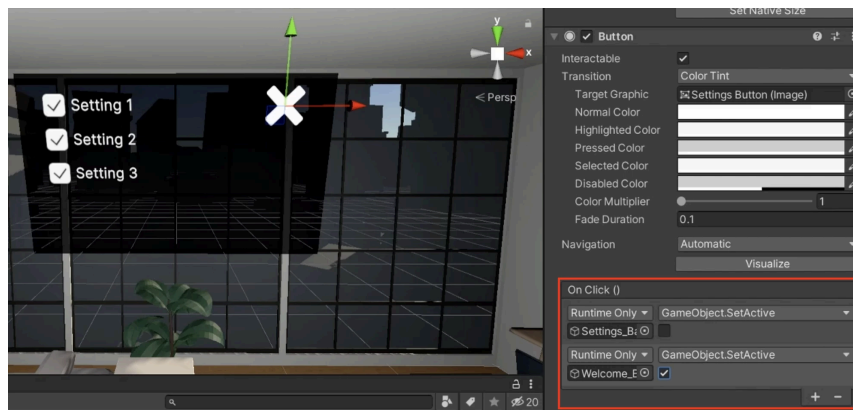 Set Native Size
Button
Interactable
Transition
Color Tint
Target Graphic
Settings Button (Image)
Normal Color
Highlighted Color
Pressed Color
Selected Color
Disabled Color
Color Multiplier
1
Fade Duration
0.1
Navigation
Automatic
Visualize
On Click ()
Runtime Only
GameObject.SetActive
Settings_Ba
Runtime Only
GameObject.SetActive
Welcome_E
y
x
Persp
Setting 1
Setting 2
Setting 3
20